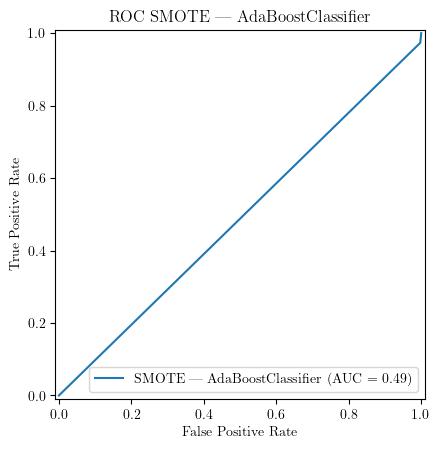 ROC SMOTE — AdaBoostClassifier
1.0
0.8
0.6
0.4
0.2
0.0
True Positive Rate
SMOTE — AdaBoostClassifier (AUC = 0.49)
0.0 0.2 0.4 0.6 0.8 1.0
False Positive Rate